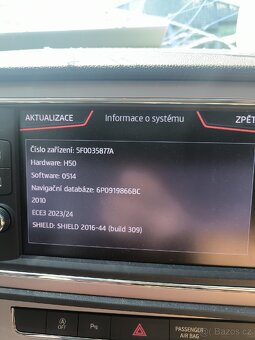 AKTUALIZACE
Informace o systému
ZPĚT
Číslo zařízení: 5F0035877A
Hardware: H50
Software: 0514
Navigační databáze: 6P0919866BC
2010
ECE3 2023/24
SHIELD: SHIELD 2016-44 (build 309)
OFF
P
PASSENGER
AIR BAG
Bazos.cz